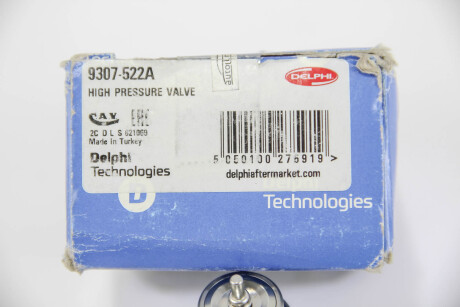 9307-522A
HIGH PRESSURE VALVE
DELPHI
C.A.V. EAC
2C D L S 621069
Made in Turkey
Delphi
Technologies
5 050100 276919 >
delphiaftermarket.com
D
Technologies